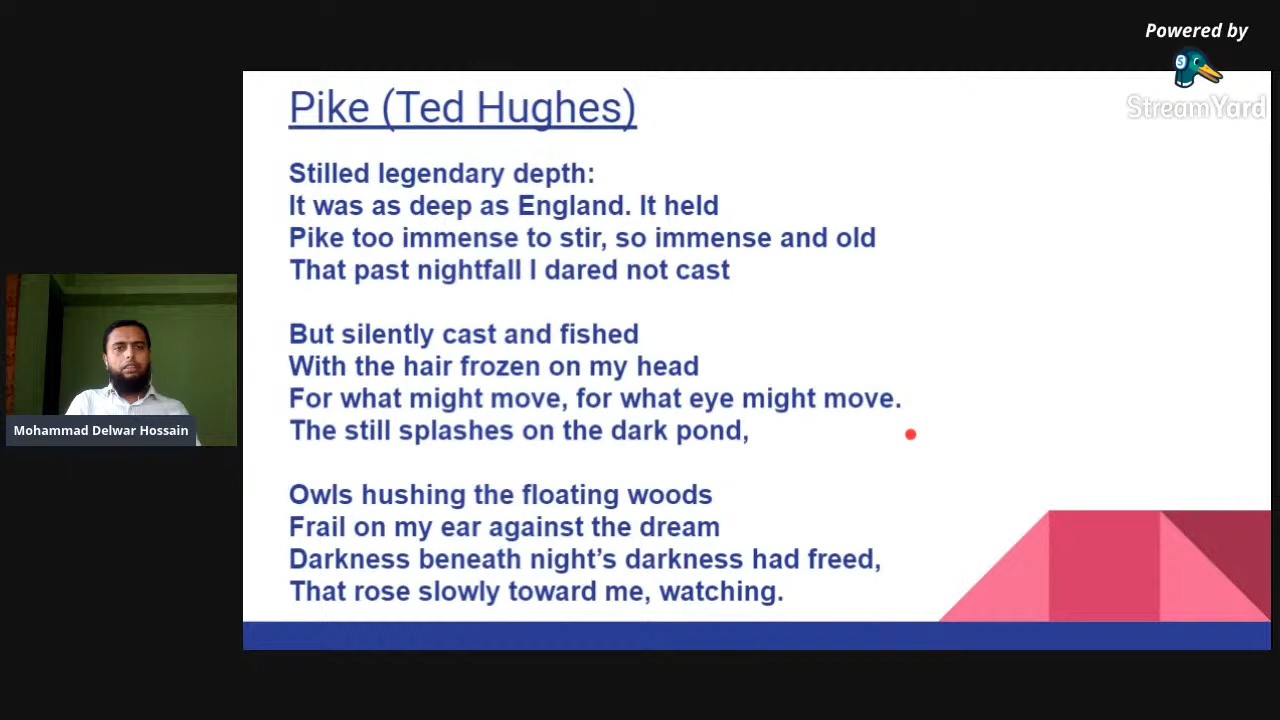 Powered by
StreamYard
Pike (Ted Hughes)
Stilled legendary depth:
It was as deep as England. It held
Pike too immense to stir, so immense and old
That past nightfall I dared not cast
But silently cast and fished
With the hair frozen on my head
For what might move, for what eye might move.
The still splashes on the dark pond,
Owls hushing the floating woods
Frail on my ear against the dream
Darkness beneath night’s darkness had freed,
That rose slowly toward me, watching.
Mohammad Delwar Hossain